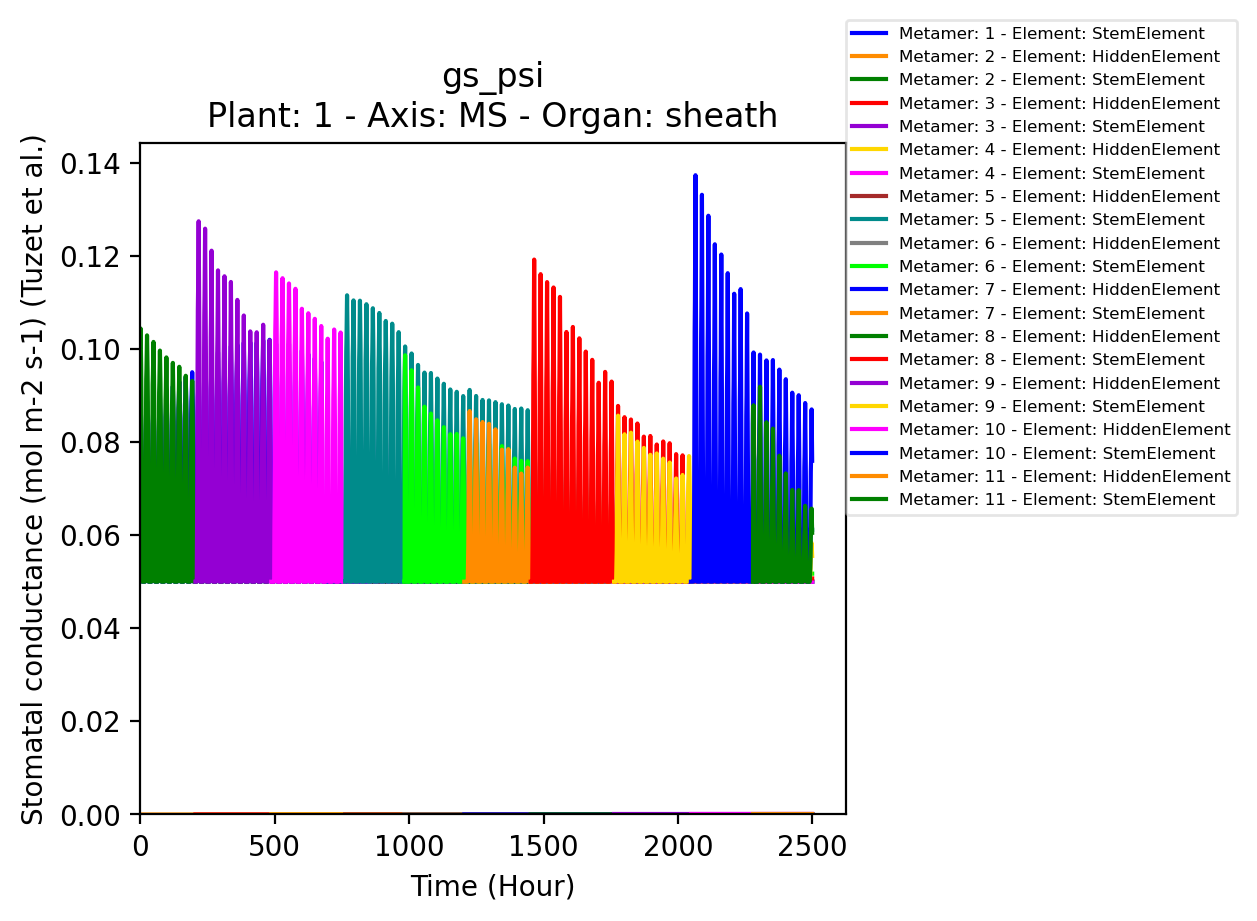 gs_psi
Plant: 1 - Axis: MS - Organ: sheath
Stomatal conductance (mol m-2 s-1) (Tuzet et al.)
0.14
0.12
0.10
0.08
0.06
0.04
0.02
0.00
0 500 1000 1500 2000 2500
Time (Hour)
Metamer: 1 - Element: StemElement
Metamer: 2 - Element: HiddenElement
Metamer: 2 - Element: StemElement
Metamer: 3 - Element: HiddenElement
Metamer: 3 - Element: StemElement
Metamer: 4 - Element: HiddenElement
Metamer: 4 - Element: StemElement
Metamer: 5 - Element: HiddenElement
Metamer: 5 - Element: StemElement
Metamer: 6 - Element: HiddenElement
Metamer: 6 - Element: StemElement
Metamer: 7 - Element: HiddenElement
Metamer: 7 - Element: StemElement
Metamer: 8 - Element: HiddenElement
Metamer: 8 - Element: StemElement
Metamer: 9 - Element: HiddenElement
Metamer: 9 - Element: StemElement
Metamer: 10 - Element: HiddenElement
Metamer: 10 - Element: StemElement
Metamer: 11 - Element: HiddenElement
Metamer: 11 - Element: StemElement